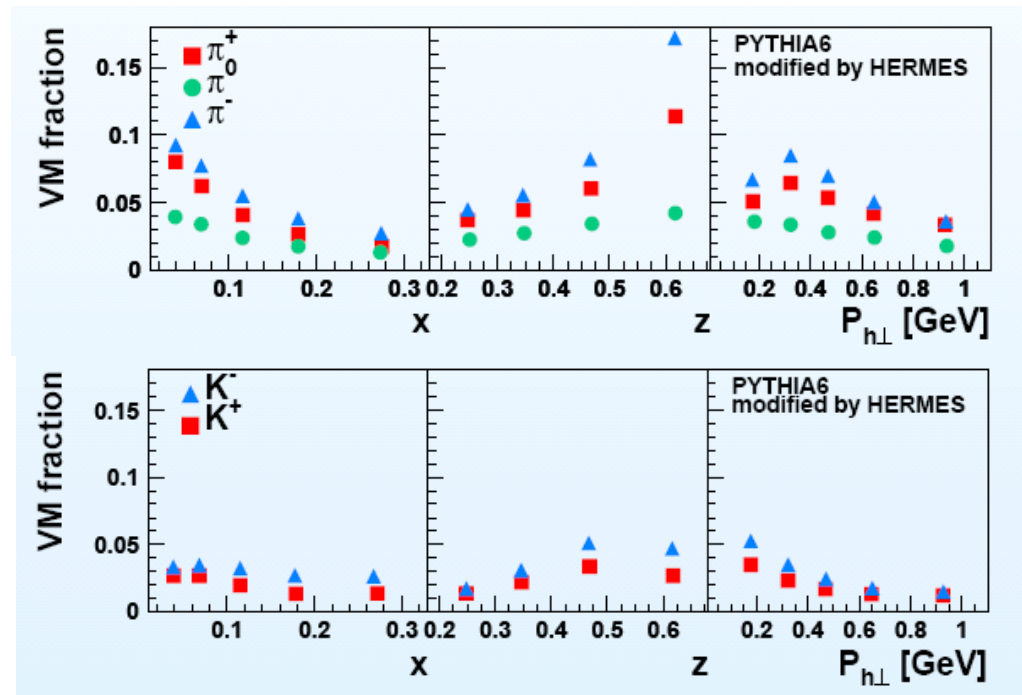 VM fraction
0.15
0.1
0.05
0
π+
π0
π-
PYTHIA6
modified by HERMES
0.1 0.2 0.3 0.2 0.3 0.4 0.5 0.6 0.2 0.4 0.6 0.8 1
x z Ph⊥ [GeV]
VM fraction
0.15
0.1
0.05
0
K-
K+
PYTHIA6
modified by HERMES
0.1 0.2 0.3 0.2 0.3 0.4 0.5 0.6 0.2 0.4 0.6 0.8 1
x z Ph⊥ [GeV]